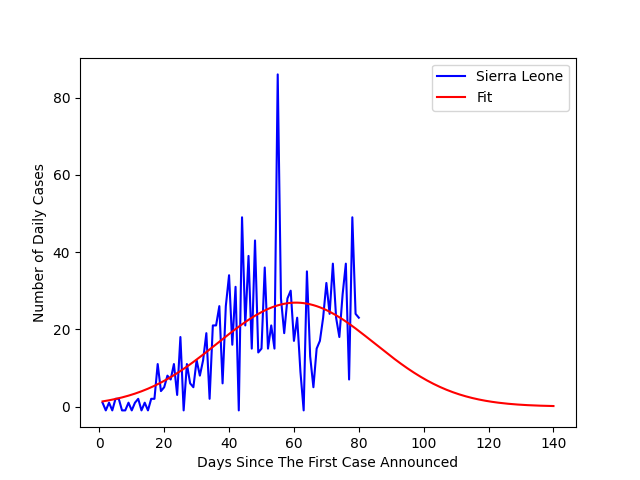 Sierra Leone
Fit
80
60
40
20
0
Number of Daily Cases
0 20 40 60 80 100 120 140
Days Since The First Case Announced